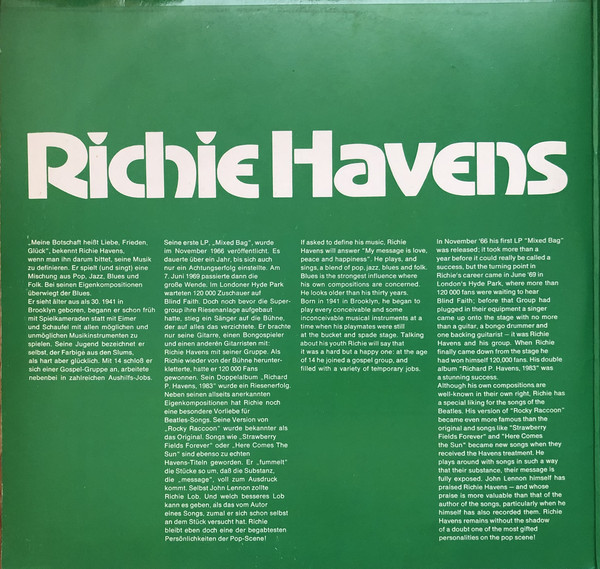 Richie Havens
„Meine Botschaft heißt Liebe, Frieden,
Glück", bekennt Richie Havens,
wenn man ihn darum bittet, seine Musik
zu definieren. Er spielt (und singt) eine
Mischung aus Pop, Jazz, Blues und
Folk. Bei seinen Eigenkompositionen
überwiegt der Blues.
Er sieht älter aus als 30. 1941 in
Brooklyn geboren, begann er schon früh
mit Spielkameraden statt mit Eimer
und Schaufel mit allen möglichen und
unmöglichen Musikinstrumenten zu
spielen. Seine Jugend bezeichnet er
selbst, der Farbige aus den Slums,
als hart aber glücklich. Mit 14 schloß er
sich einer Gospel-Gruppe an, arbeitete
nebenbei in zahlreichen Aushilfs-Jobs.
Seine erste LP, „Mixed Bag", wurde
im November 1966 veröffentlicht. Es
dauerte über ein Jahr, bis sich auch
nur ein Achtungserfolg einstellte. Am
7. Juni 1969 passierte dann die
große Wende. Im Londoner Hyde Park
warteten 120 000 Zuschauer auf
Blind Faith. Doch noch bevor die Super-
group ihre Riesenanlage aufgebaut
hatte, stieg ein Sänger auf die Bühne,
der auf alles das verzichtete. Er brachte
nur seine Gitarre, einen Bongospieler
und einen anderen Gitarristen mit:
Richie Havens mit seiner Gruppe. Als
Richie wieder von der Bühne herunter-
kletterte, hatte er 120 000 Fans
gewonnen. Sein Doppelalbum „Richard
P. Havens, 1983" wurde ein Riesenerfolg.
Neben seinen allseits anerkannten
Eigenkompositionen hat Richie noch
eine besondere Vorliebe für
Beatles-Songs. Seine Version von
„Rocky Raccoon" wurde bekannter als
das Original. Songs wie „Strawberry
Fields Forever" oder „Here Comes The
Sun" sind ebenso zu echten
Havens-Titeln geworden. Er „fummelt"
die Stücke so um, daß die Substanz,
die „message", voll zum Ausdruck
kommt. Selbst John Lennon zollte
Richie Lob, Und welch besseres Lob
kann es geben, als das vom Autor
eines Songs, zumal er sich schon selbst
an dem Stück versucht hat. Richie
bleibt eben doch eine der begabtesten
Persönlichkeiten der Pop-Scene!
If asked to define his music, Richie
Havens will answer "My message is love,
peace and happiness". He plays, and
sings, a blend of pop, jazz, blues and folk.
Blues is the strongest influence where
his own compositions are concerned.
He looks older than his thirty years.
Born in 1941 in Brooklyn, he began to
play every conceivable and some
inconceivable musical instruments at a
time when his playmates were still
at the bucket and spade stage. Talking
about his youth Richie will say that
it was a hard but a happy one: at the age
of 14 he joined a gospel group, and
filled with a variety of temporary jobs.
in November '66 his first LP "Mixed Bag"
was released; it took more than a
year before it could really be called a
success, but the turning point in
Richie's career came in June '69 in
London's Hyde Park, where more than
120 000 fans were waiting to hear
Blind Faith; before that Group had
plugged in their equipment a singer
came up onto the stage with no more
than a guitar, a bongo drummer and
one backing guitarist — it was Richie
Havens and his group. When Richie
finally came down from the stage he
had won himself 120,000 fans. His double
album "Richard P. Havens, 1983" was
a stunning success.
Although his own compositions are
well-known in their own right, Richie has
a special liking for the songs of the
Beatles. His version of "Rocky Raccoon"
became even more famous than the
original and songs like "Strawberry
Fields Forever" and "Here Comes
the Sun" became new songs when they
received the Havens treatment. He
plays around with songs in such a way
that their substance, their message is
fully exposed. John Lennon himself has
praised Richie Havens — and whose
praise is more valuable than that of the
author of the songs, particularly when he
himself has also recorded them. Richie
Havens remains without the shadow
of a doubt one of the most gifted
personalities on the pop scene!